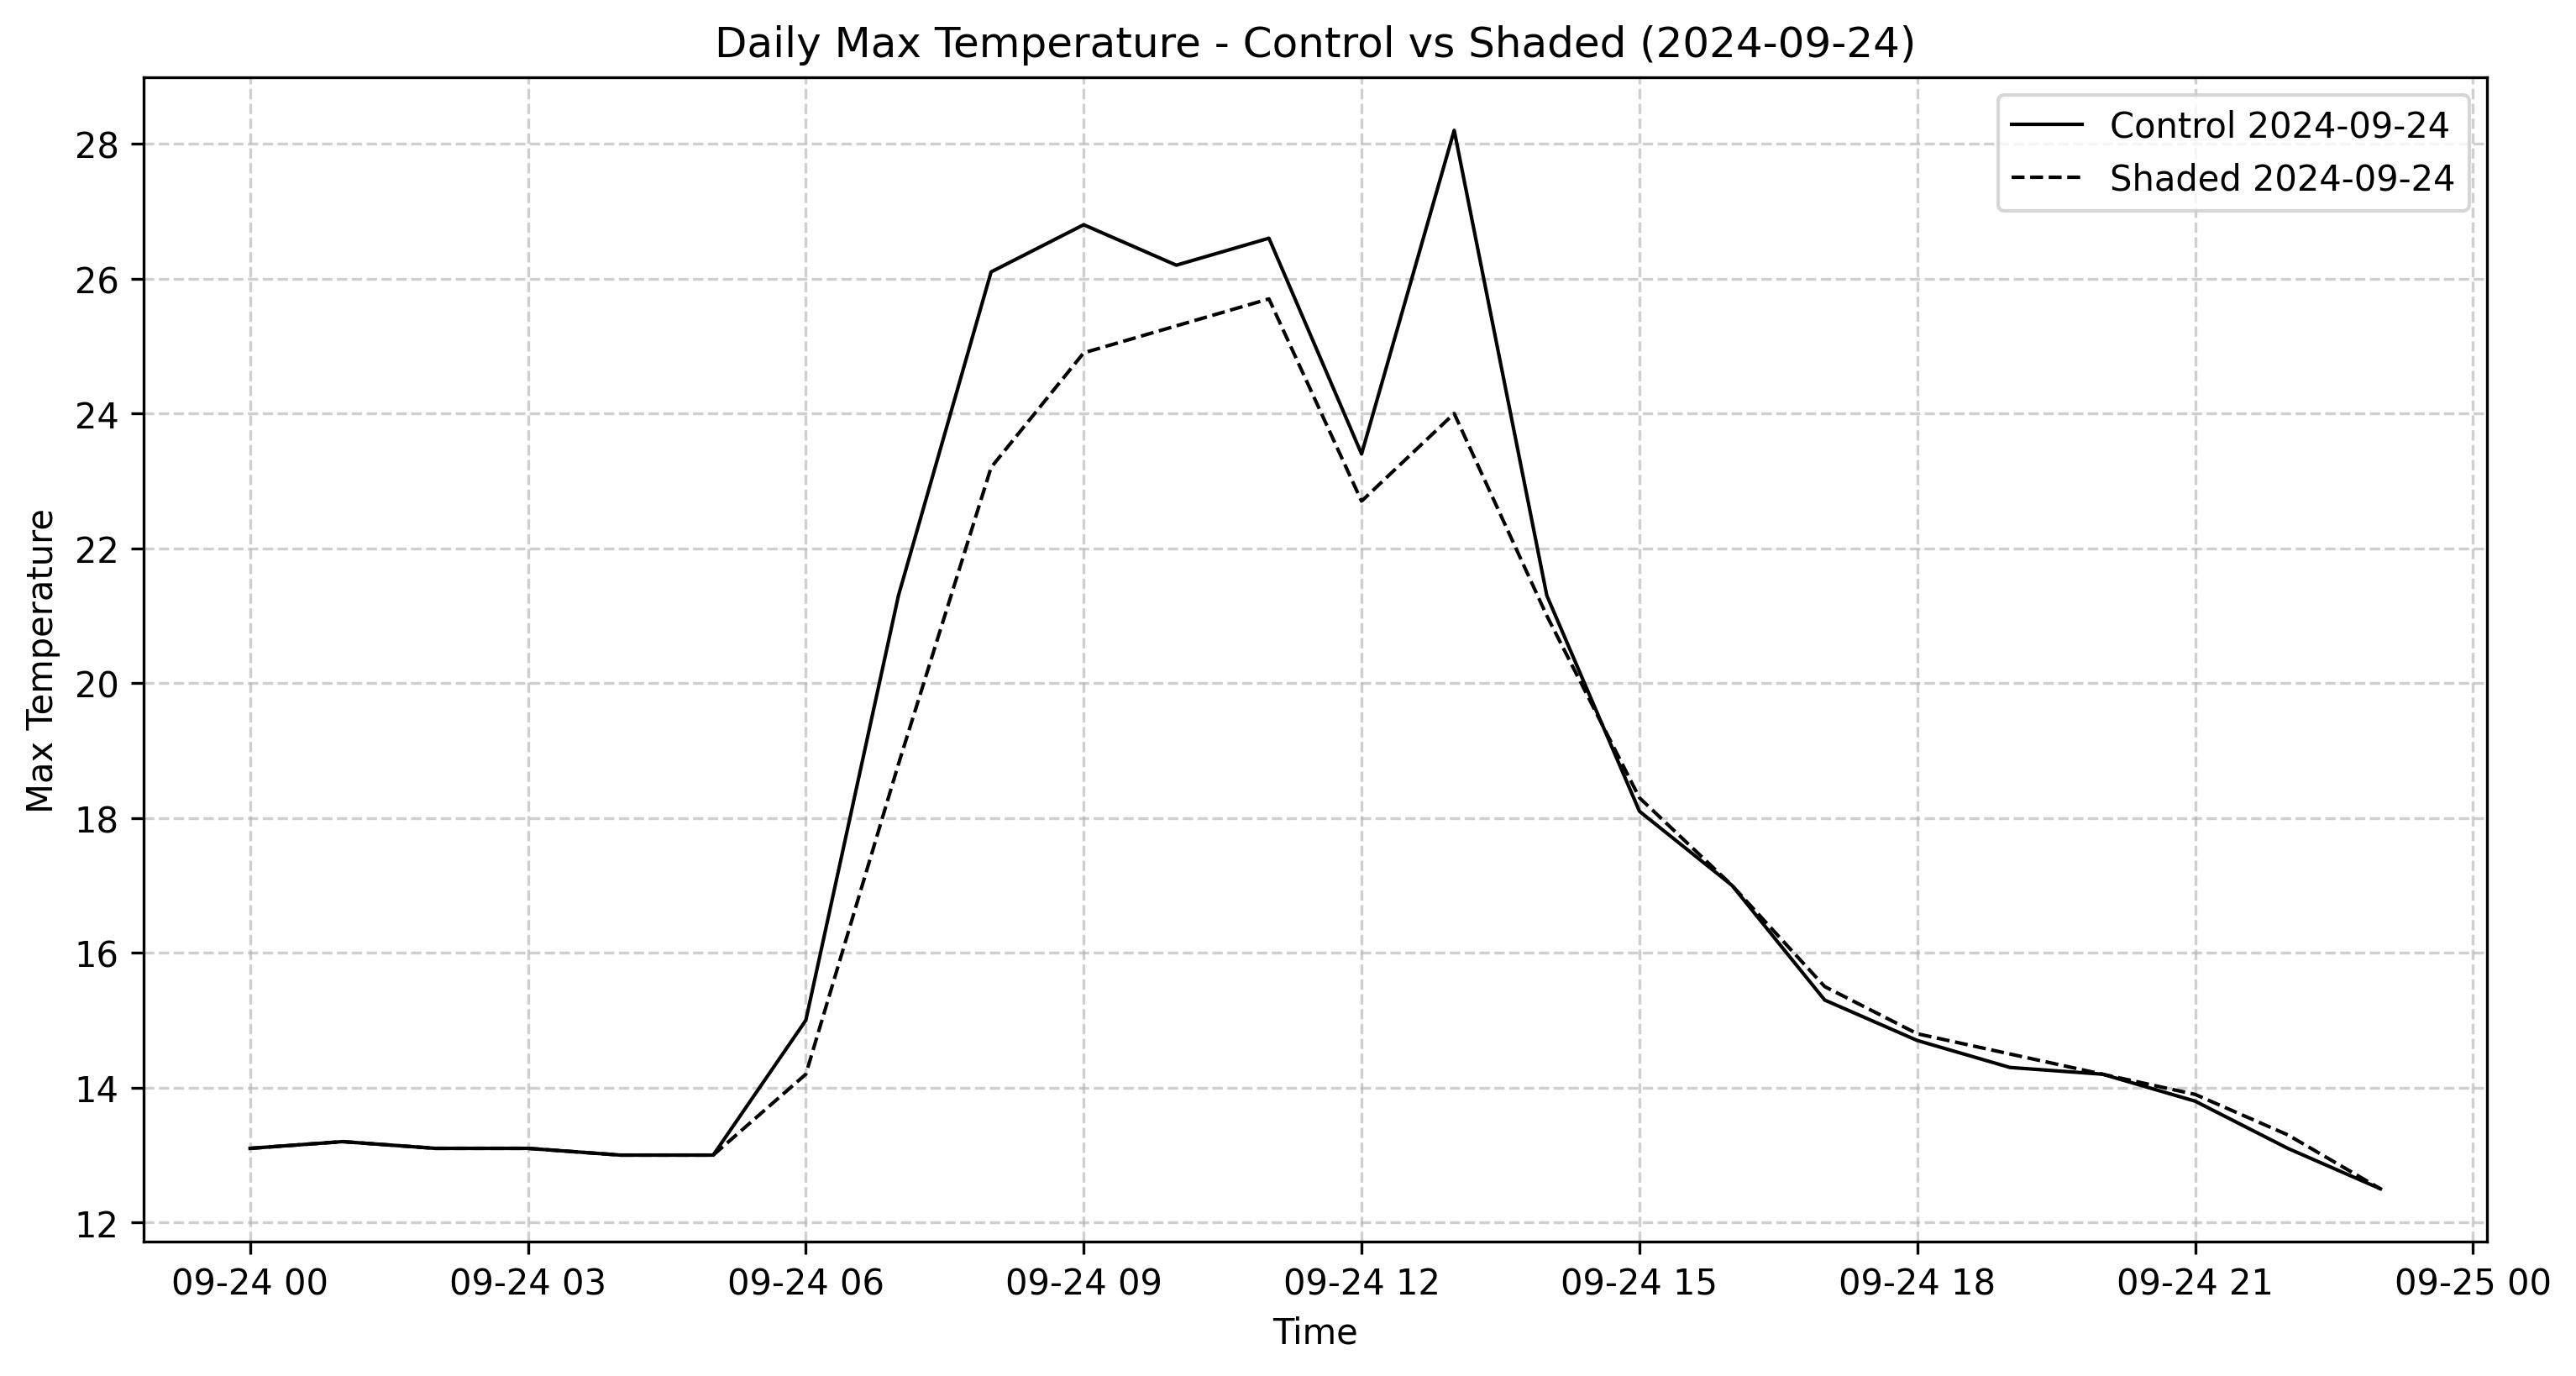 Daily Max Temperature - Control vs Shaded (2024-09-24)
Control 2024-09-24
Shaded 2024-09-24
Max Temperature
28
26
24
22
20
18
16
14
12
09-24 00 09-24 03 09-24 06 09-24 09 09-24 12 09-24 15 09-24 18 09-24 21 09-25 00
Time